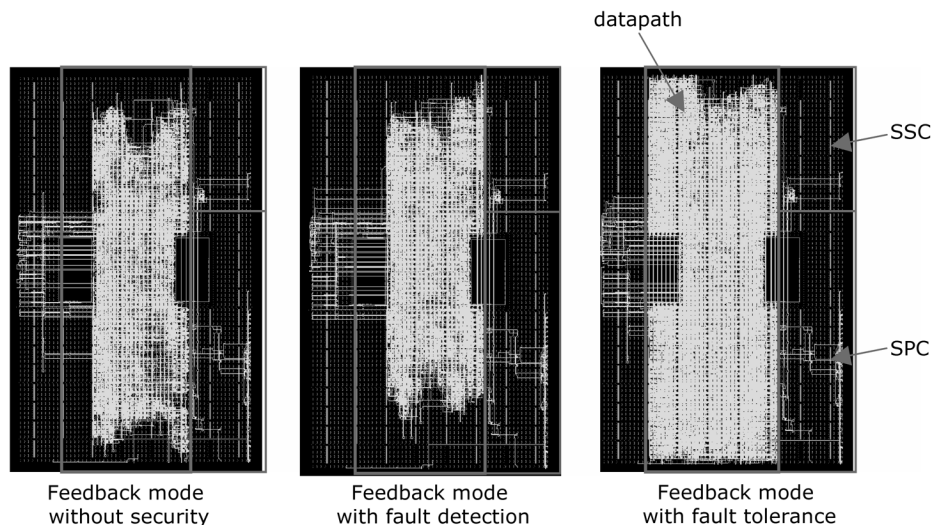 datapath
SSC
SPC
Feedback mode
without security
Feedback mode
with fault detection
Feedback mode
with fault tolerance